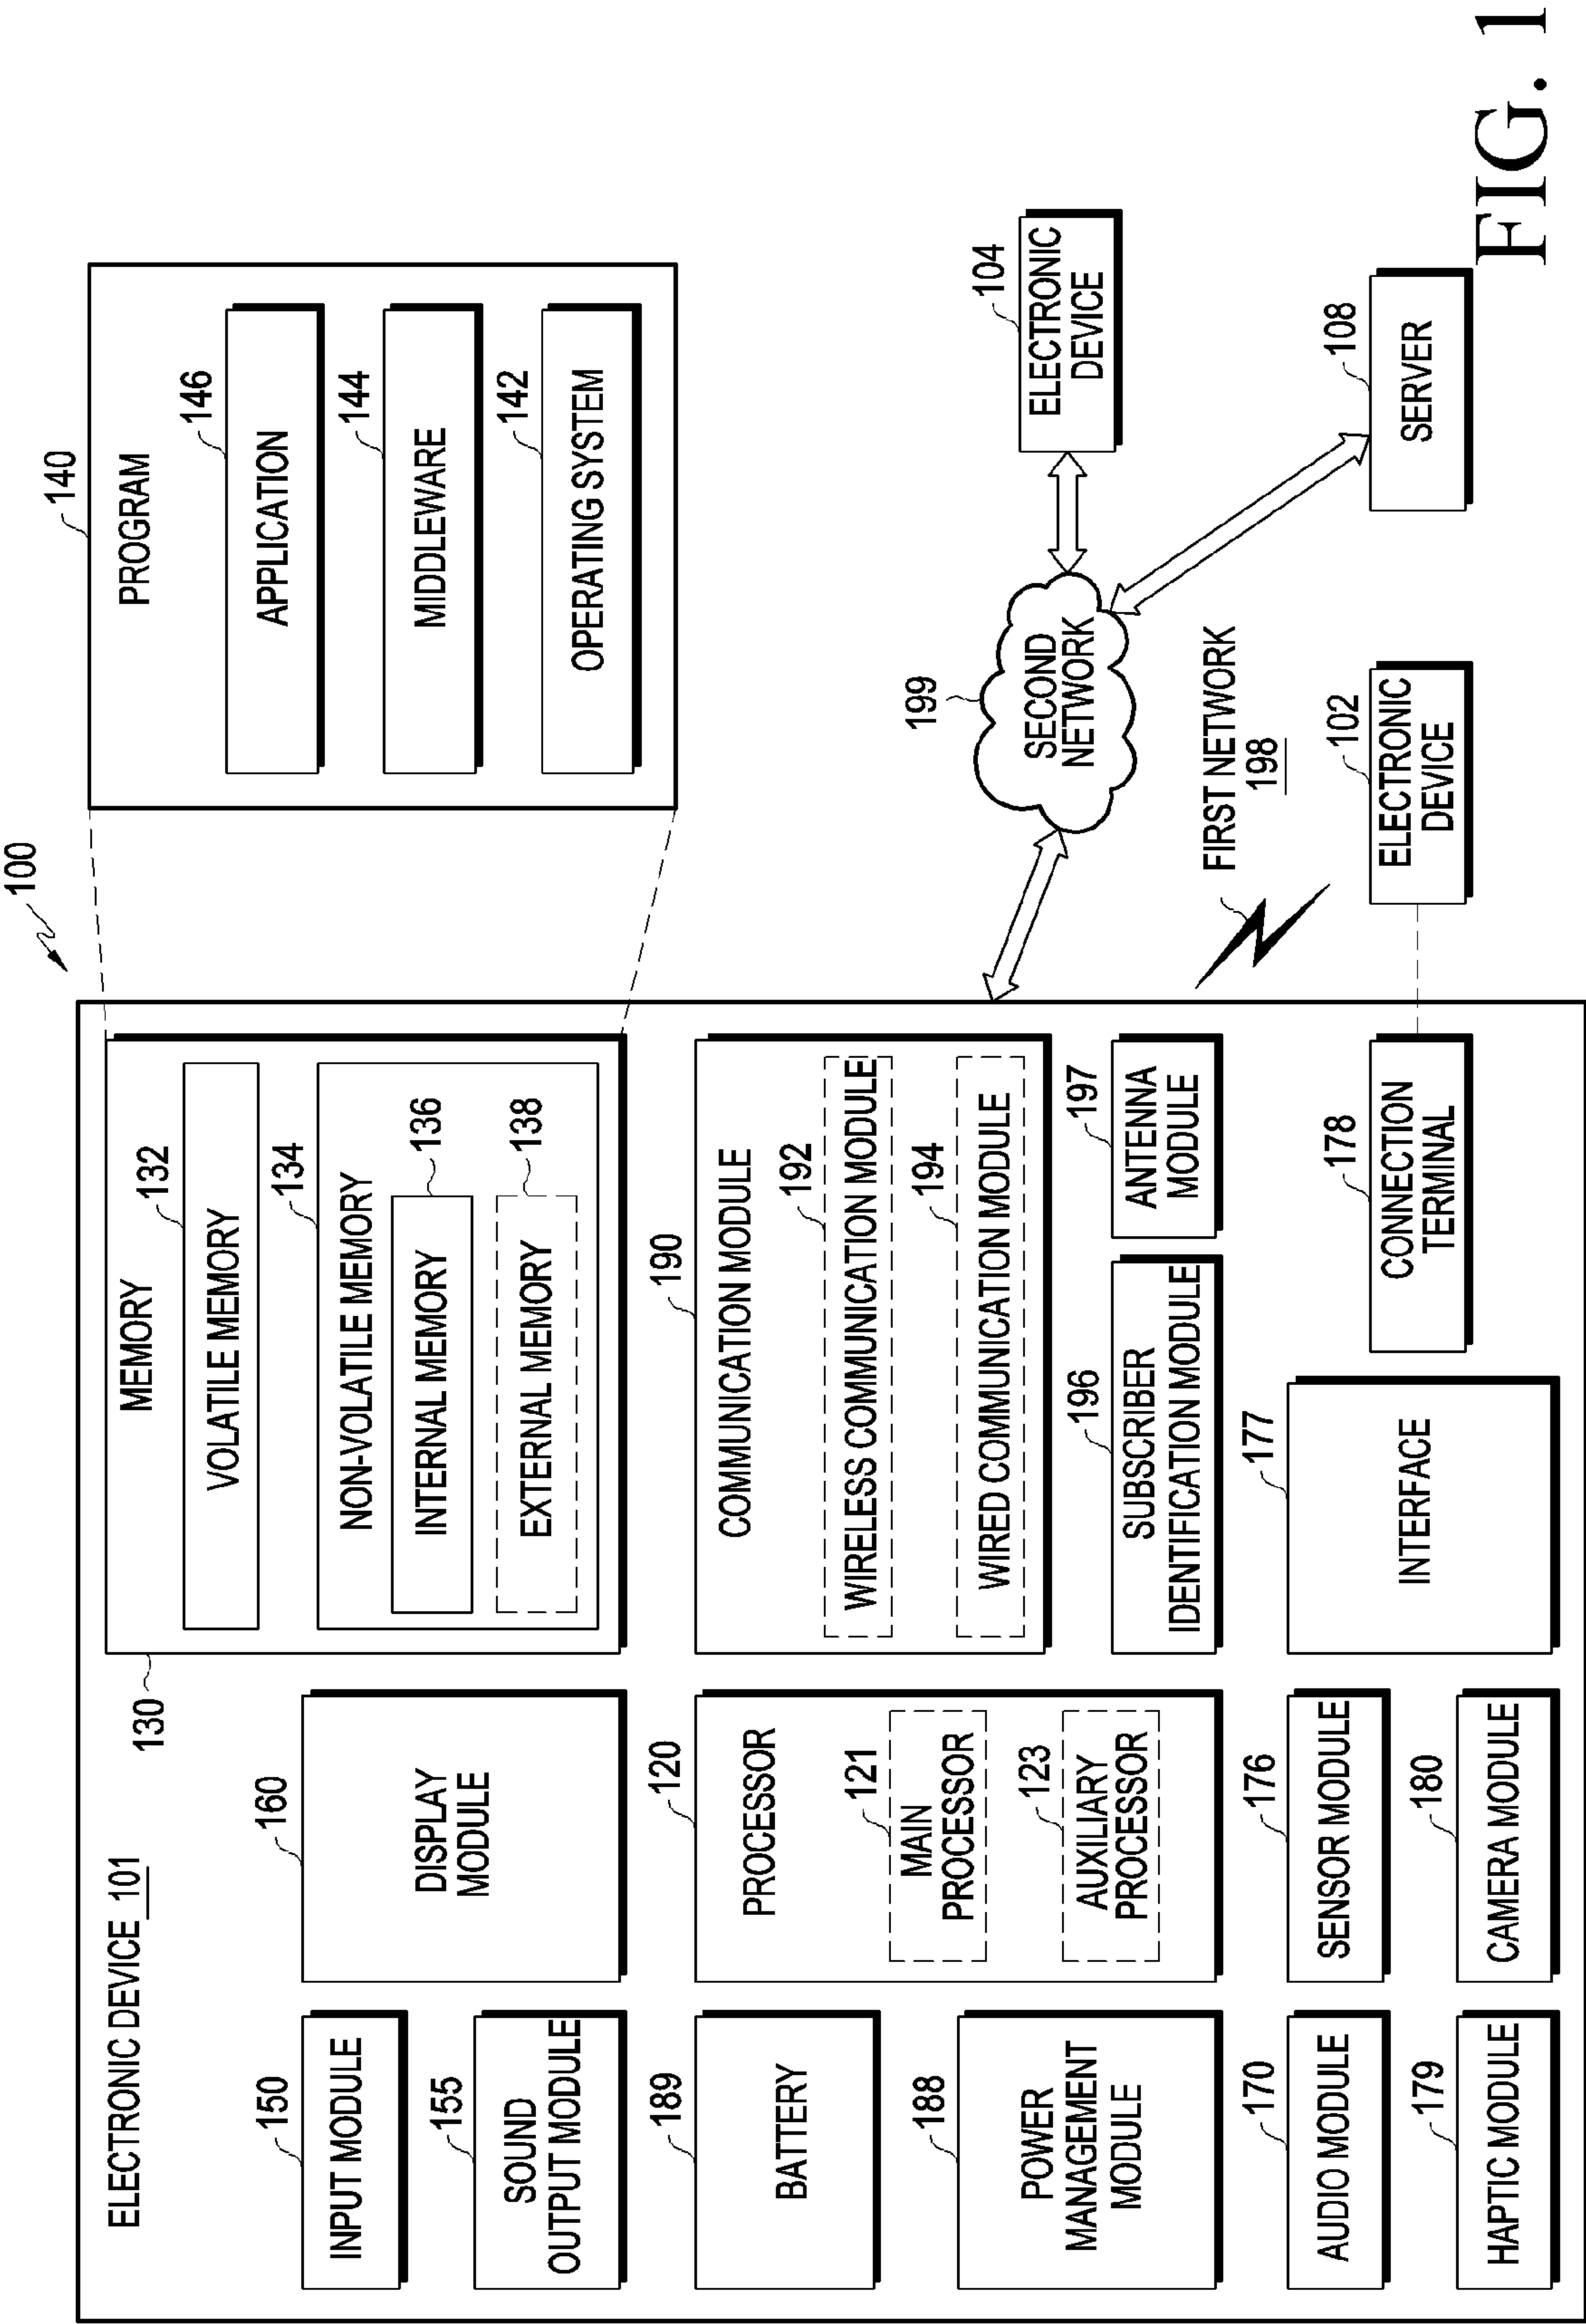 100
ELECTRONIC DEVICE 101
130
MEMORY
132
VOLATILE MEMORY
134
NON-VOLATILE MEMORY
136
INTERNAL MEMORY
138
EXTERNAL MEMORY
140
PROGRAM
146
APPLICATION
144
MIDDLEWARE
142
OPERATING SYSTEM
150
INPUT MODULE
155
SOUND
OUTPUT MODULE
160
DISPLAY
MODULE
189
BATTERY
188
POWER
MANAGEMENT
MODULE
120
PROCESSOR
121
MAIN
PROCESSOR
123
AUXILIARY
PROCESSOR
190
COMMUNICATION MODULE
192
WIRELESS COMMUNICATION MODULE
194
WIRED COMMUNICATION MODULE
196
SUBSCRIBER
IDENTIFICATION MODULE
197
ANTENNA
MODULE
199
SECOND
NETWORK
104
ELECTRONIC
DEVICE
108
SERVER
FIRST NETWORK
198
102
ELECTRONIC
DEVICE
170
AUDIO MODULE
176
SENSOR MODULE
177
INTERFACE
178
CONNECTION
TERMINAL
179
HAPTIC MODULE
180
CAMERA MODULE
FIG. 1